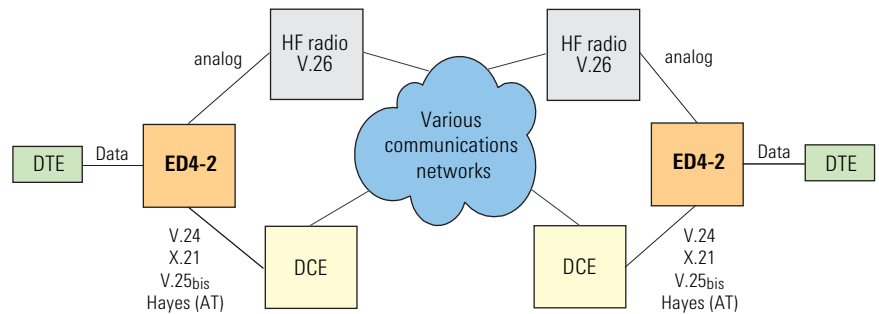 HF radio
V.26
HF radio
V.26
analog
analog
Various
communications
networks
DTE
Data
ED4-2
ED4-2
Data
DTE
V.24
X.21
V.25bis
Hayes (AT)
DCE
DCE
V.24
X.21
V.25bis
Hayes (AT)